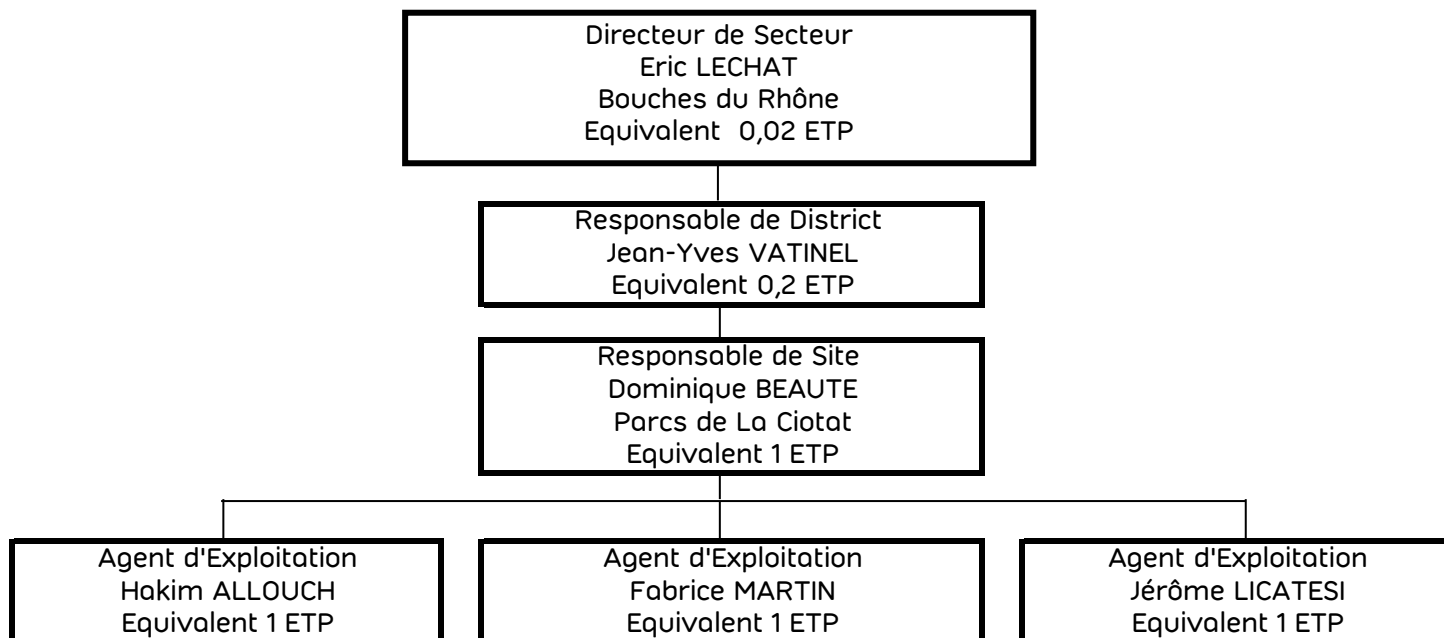 Directeur de Secteur
Eric LECHAT
Bouches du Rhône
Equivalent 0,02 ETP
Responsable de District
Jean-Yves VATINEL
Equivalent 0,2 ETP
Responsable de Site
Dominique BEAUTE
Parcs de La Ciotat
Equivalent 1 ETP
Agent d'Exploitation
Hakim ALLOUCH
Equivalent 1 ETP
Agent d'Exploitation
Fabrice MARTIN
Equivalent 1 ETP
Agent d'Exploitation
Jérôme LICATESI
Equivalent 1 ETP